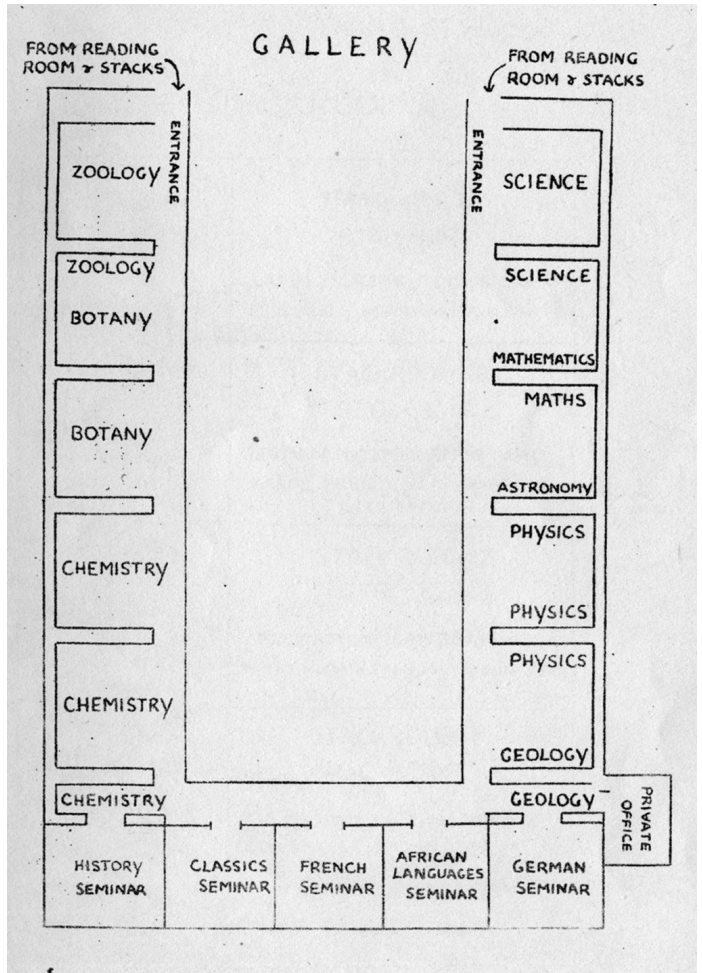 GALLERY
FROM READING
ROOM & STACKS
FROM READING
ROOM & STACKS
ENTRANCE
ENTRANCE
ZOOLOGY
ZOOLOGY
BOTANY
BOTANY
CHEMISTRY
CHEMISTRY
CHEMISTRY
SCIENCE
SCIENCE
MATHEMATICS
MATHS
ASTRONOMY
PHYSICS
PHYSICS
PHYSICS
GEOLOGY
GEOLOGY
PRIVATE
OFFICE
HISTORY
SEMINAR
CLASSICS
SEMINAR
FRENCH
SEMINAR
AFRICAN
LANGUAGES
SEMINAR
GERMAN
SEMINAR